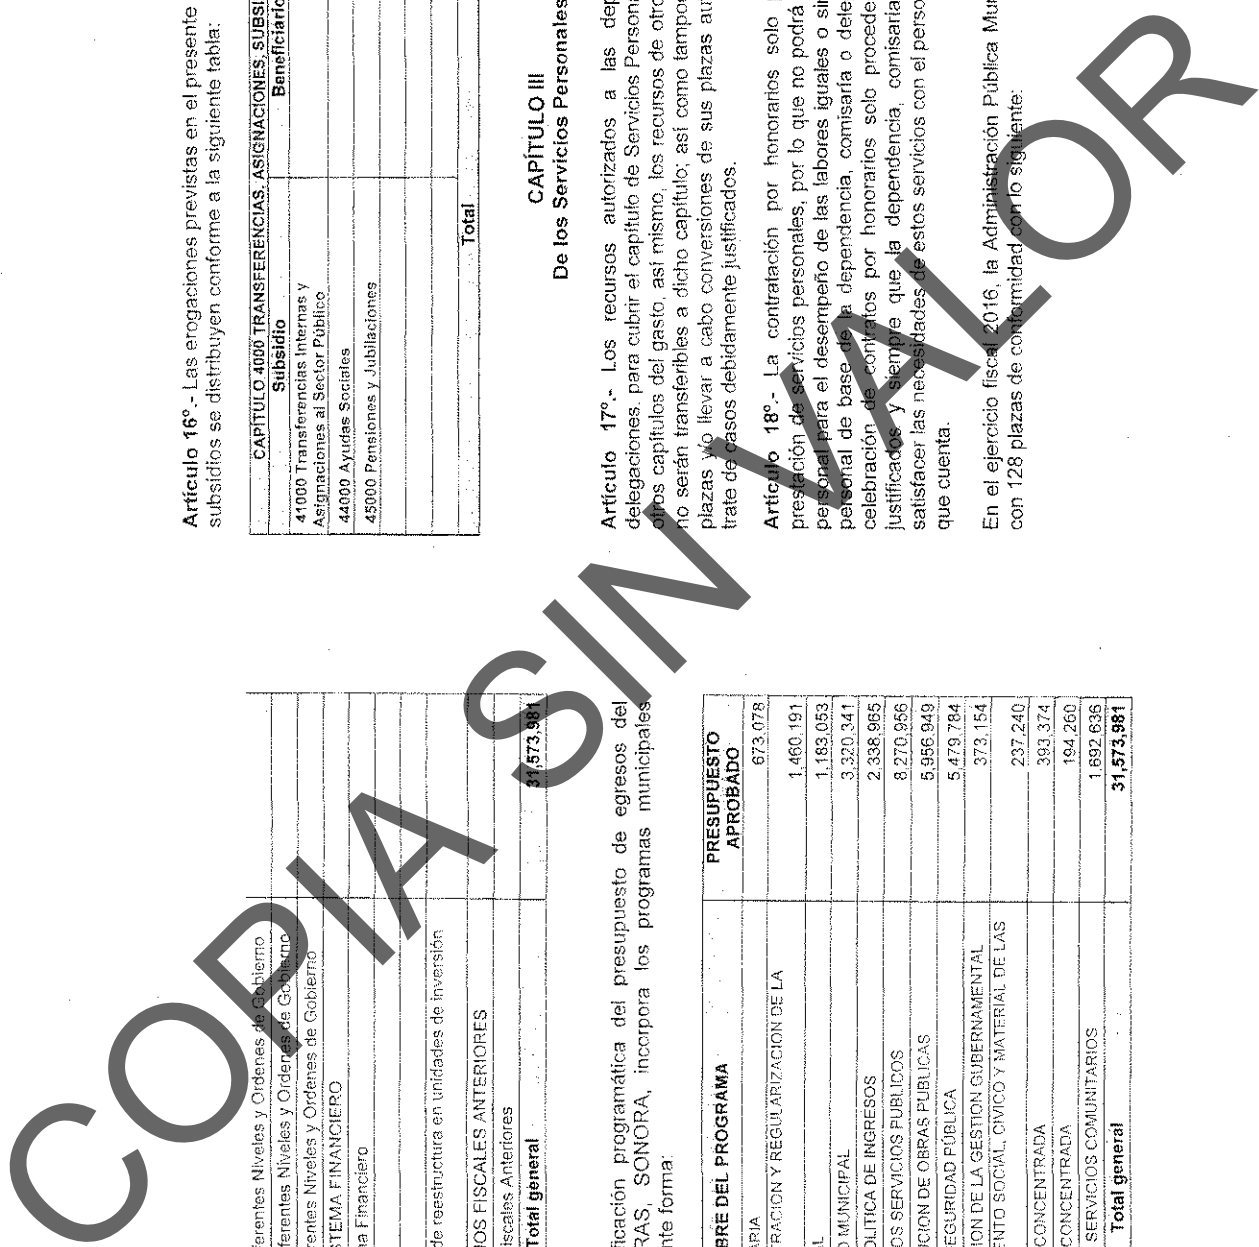 ferentes Niveles y Ordenes de Gobierno
ferentes Niveles y Ordenes de Gobierno
rentes Niveles y Ordenes de Gobierno
STEMA FINANCIERO
a Financiero
de reestructura en unidades de inversión
IOS FISCALES ANTERIORES
iscales Anteriores
Total general 31,573,981
ficación programática del presupuesto de egresos del
RAS, SONORA, incorpora los programas municipales
nte forma:
BRE DEL PROGRAMA PRESUPUESTO
APROBADO
ARIA 673,078
TRACION Y REGULARIZACION DE LA 1,460,191
L 1,183,053
O MUNICIPAL 3,320,341
OLITICA DE INGRESOS 2,338,965
OS SERVICIOS PUBLICOS 8,270,956
CION DE OBRAS PUBLICAS 5,956,949
EGURIDAD PÚBLICA 5,479,784
ION DE LA GESTION GUBERNAMENTAL 373,154
ENTO SOCIAL, CIVICO Y MATERIAL DE LAS 237,240
CONCENTRADA 393,374
CONCENTRADA 194,260
SERVICIOS COMUNITARIOS 1,692,636
Total general 31,573,981
Artículo 16º.- Las erogaciones previstas en el presente
subsidios se distribuyen conforme a la siguiente tabla:
CAPÍTULO 4000 TRANSFERENCIAS, ASIGNACIONES, SUBSI
Subsidio Beneficiario
41000 Transferencias Internas y
Asignaciones al Sector Público
44000 Ayudas Sociales
45000 Pensiones y Jubilaciones
Total
CAPÍTULO III
De los Servicios Personales
Artículo 17º.- Los recursos autorizados a las dep
delegaciones, para cubrir el capítulo de Servicios Persona
otros capítulos del gasto, así mismo, los recursos de otro
no serán transferibles a dicho capítulo; así como tampo
plazas y/o llevar a cabo conversiones de sus plazas au
trate de casos debidamente justificados.
Artículo 18º.- La contratación por honorarios solo
prestación de servicios personales, por lo que no podrá
personal para el desempeño de las labores iguales o si
personal de base de la dependencia, comisaría o dele
celebración de contratos por honorarios solo procede
justificados y siempre que la dependencia, comisaria
satisfacer las necesidades de estos servicios con el perso
que cuenta.
En el ejercicio fiscal 2016, la Administración Pública Mu
con 128 plazas de conformidad con lo siguiente:
COPIA SIN VALOR